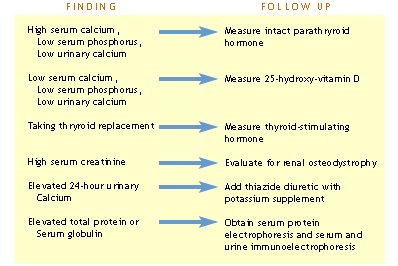 FINDING FOLLOW UP
High serum calcium, Measure intact parathyroid
Low serum phosphorus, hormone
Low urinary calcium
Low serum calcium, Measure 25-hydroxy-vitamin D
Low serum phosphorus,
Low urinary calcium
Taking thryroid replacement Measure thyroid-stimulating
hormone
High serum creatinine Evaluate for renal osteodystrophy
Elevated 24-hour urinary Add thiazide diuretic with
Calcium potassium supplement
Elevated total protein or Obtain serum protein
Serum globulin electrophoresis and serum and
urine immunoelectrophoresis